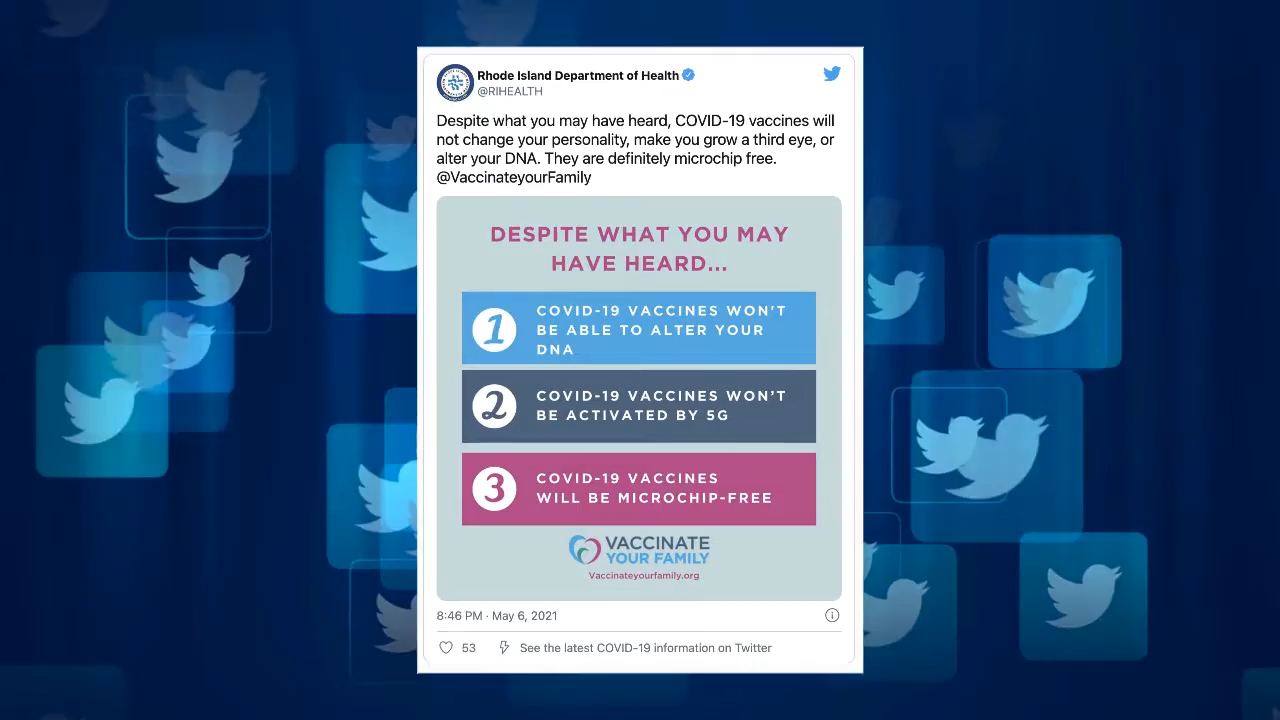 Rhode Island Department of Health
@RIHEALTH
Despite what you may have heard, COVID-19 vaccines will
not change your personality, make you grow a third eye, or
alter your DNA. They are definitely microchip free.
@VaccinateyourFamily
DESPITE WHAT YOU MAY
HAVE HEARD...
1
COVID-19 VACCINES WON'T
BE ABLE TO ALTER YOUR
DNA
2
COVID-19 VACCINES WON'T
BE ACTIVATED BY 5G
3
COVID-19 VACCINES
WILL BE MICROCHIP-FREE
VACCINATE
YOUR FAMILY
Vaccinateyourfamily.org
8:46 PM · May 6, 2021
53 See the latest COVID-19 information on Twitter